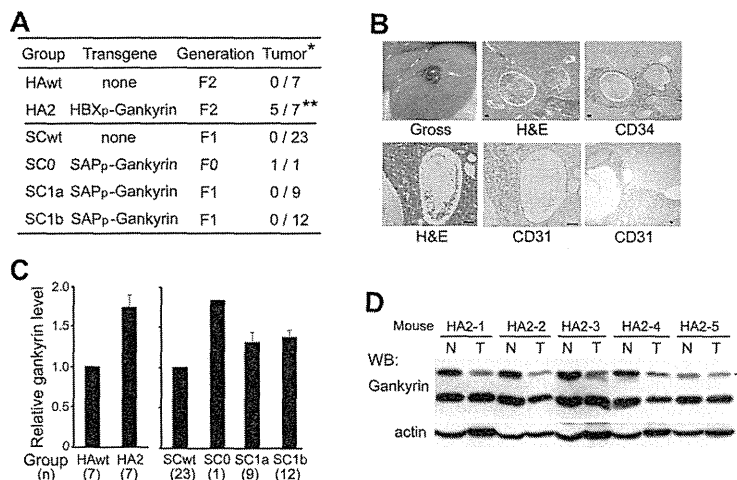 A
Group Transgene Generation Tumor*
HAwt none F2 0 / 7
HA2 HBXp-Gankyrin F2 5 / 7**
SCwt none F1 0 / 23
SC0 SAPp-Gankyrin F0 1 / 1
SC1a SAPp-Gankyrin F1 0 / 9
SC1b SAPp-Gankyrin F1 0 / 12
B
Gross H&E CD34
H&E CD31 CD31
C
Relative gankyrin level
2.0
1.5
1.0
0.5
0
Group HAwt HA2 SCwt SC0 SC1a SC1b
(n) (7) (7) (23) (1) (9) (12)
D
Mouse HA2-1 HA2-2 HA2-3 HA2-4 HA2-5
N T N T N T N T N T
WB:
Gankyrin
actin